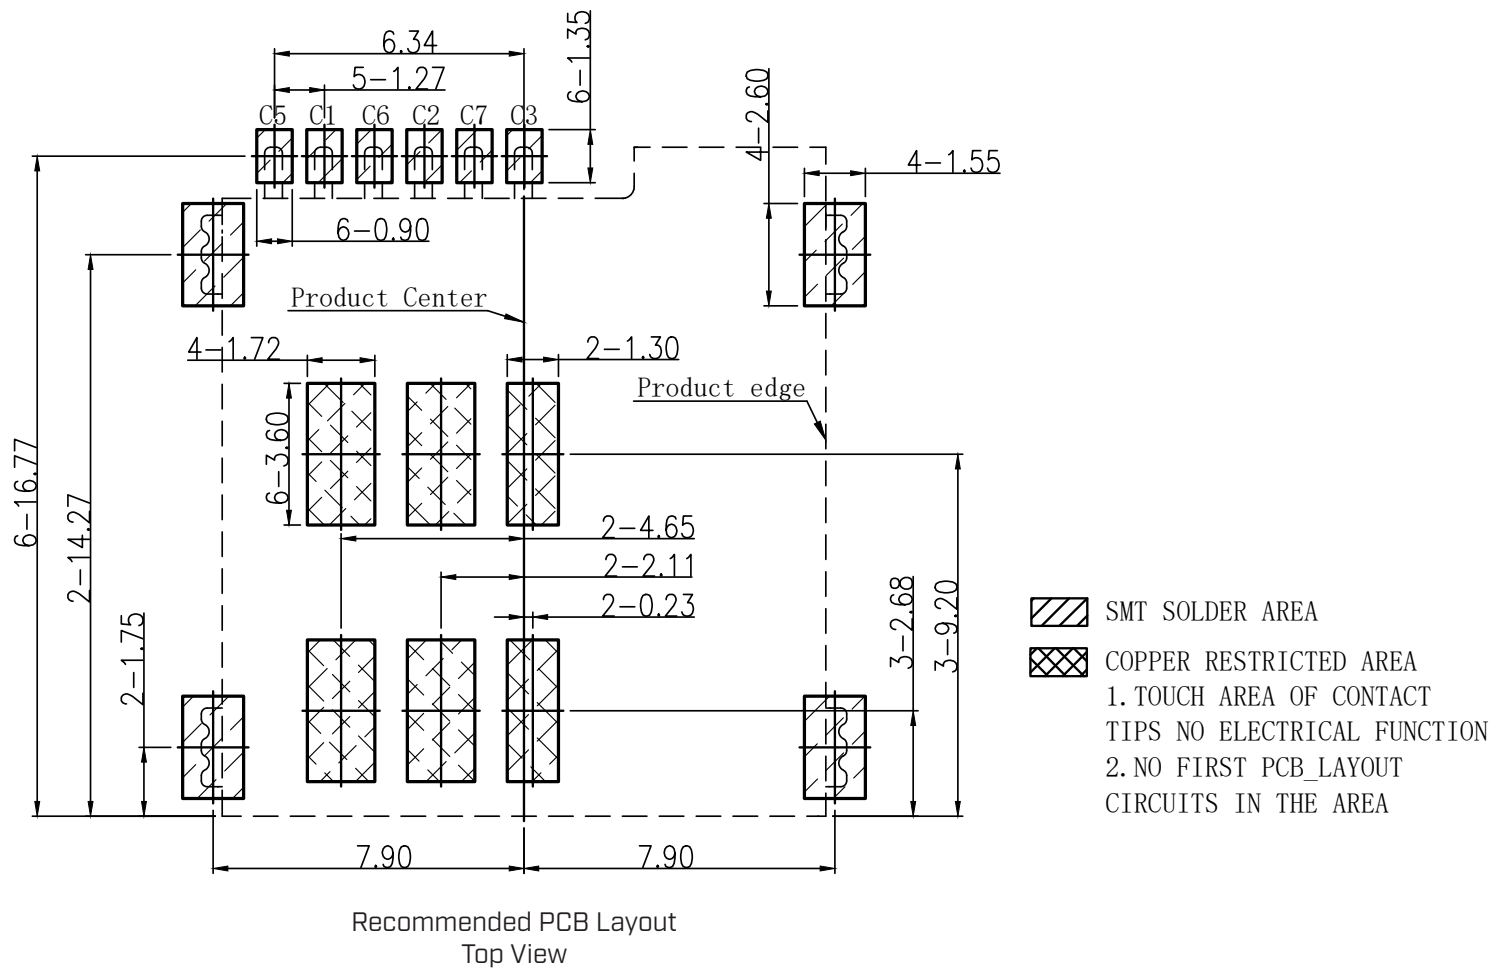 6.34
5-1.27
6-1.35
C5 C1 C6 C2 C7 C3
4-2.60
4-1.55
6-0.90
Product Center
4-1.72
2-1.30
Product edge
6-3.60
6-16.77
2-14.27
2-4.65
2-2.11
2-0.23
2-1.75
3-2.68
3-9.20
SMT SOLDER AREA
COPPER RESTRICTED AREA
1. TOUCH AREA OF CONTACT
TIPS NO ELECTRICAL FUNCTION
2. NO FIRST PCB_LAYOUT
CIRCUITS IN THE AREA
7.90 7.90
Recommended PCB Layout
Top View